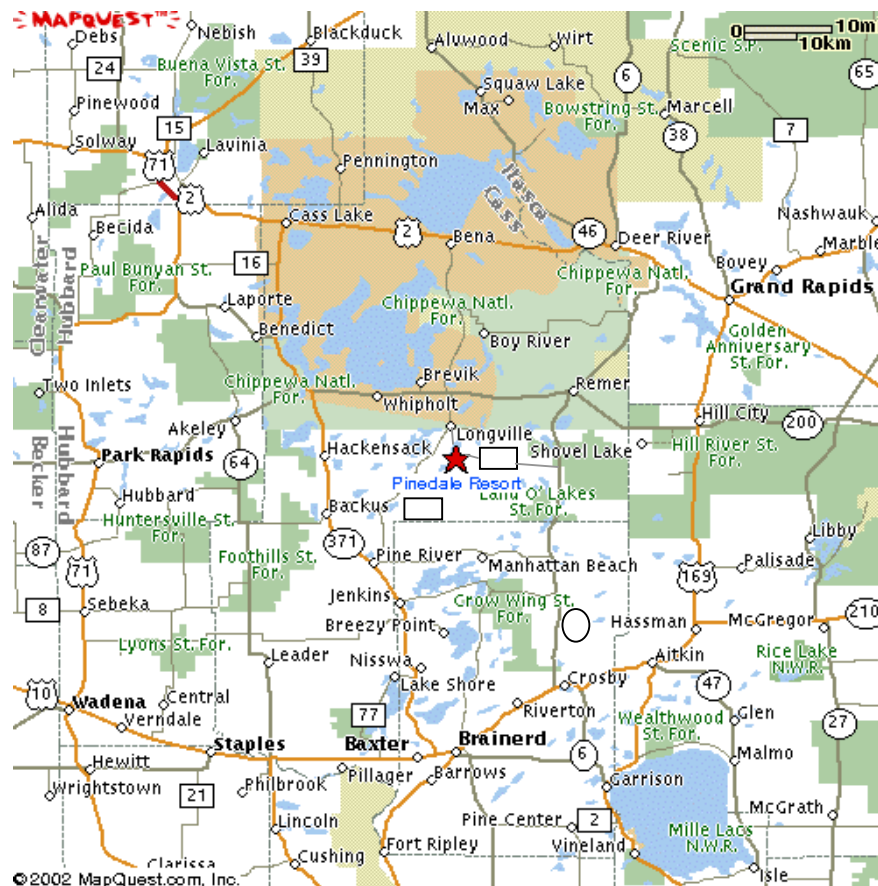 MAPQUEST™
Nebish
Debs
Blackduck
Alvwood
Wirt
0 10m
10km
Scenic S.P.
24
Buena Vista St.
For.
39
6
65
Squaw Lake
Max
Pinewood
Bowstring St.
For.
Marcell
15
38
7
Solway
Lavinia
71
Pennington
2
Itasca
Cass
Alida
Cass Lake
2
Nashwauk
Becida
Bena
46
Deer River
Marble
Clearwater
Hubbard
16
Paul Bunyan St.
For.
Chippewa Natl.
For.
Bovey
Grand Rapids
Laporte
Chippewa Natl.
For.
Benedict
Boy River
Golden
Anniversary
St. For.
Two Inlets
Chippewa Natl.
For.
Brevik
Remer
Whipholt
Hill City
200
Akeley
Longville
Becker
Hubbard
Park Rapids
64
Hackensack
Shovel Lake
Hill River St.
For.
Pinedale Resort
Hubbard
Land O' Lakes
St. For.
Huntersville St.
For.
Backus
Libby
87
371
Foothills St.
For.
Pine River
Manhattan Beach
Palisade
71
169
8
Sebeka
Jenkins
Crow Wing St.
For.
Breezy Point
Hassman
McGregor
210
Lyons St. For.
Leader
Nisswa
Aitkin
Rice Lake
N.W.R.
10
Lake Shore
Crosby
47
Wadena
Central
77
Riverton
Wealthwood
St. For.
Glen
27
Verndale
Staples
Baxter
Brainerd
6
Malmo
Hewitt
Pillager
Barrows
Garrison
Wrightstown
21
Philbrook
McGrath
Lincoln
Pine Center
2
Mille Lacs
N.W.R.
Fort Ripley
Vineland
Clarissa
Cushing
Isle
©2002 MapQuest.com, Inc.